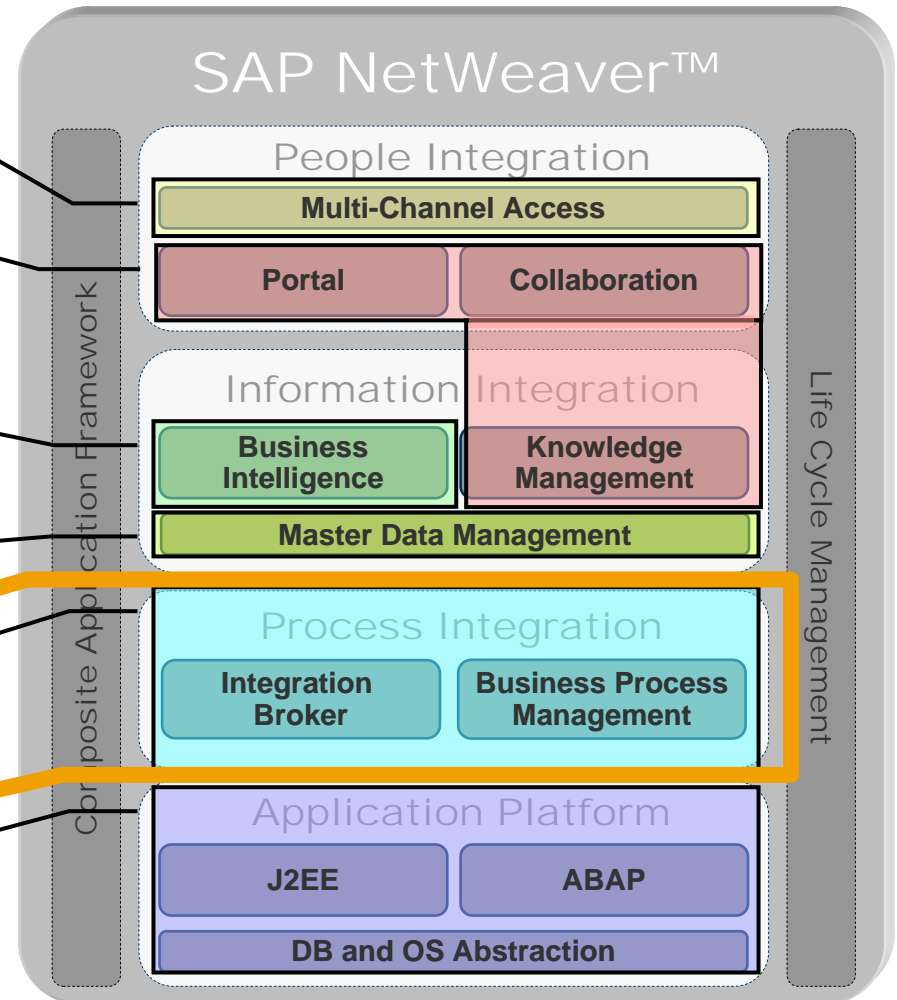 SAP NetWeaver™
People Integration
Multi-Channel Access
Portal
Collaboration
Composite Application Framework
Life Cycle Management
Information Integration
Business
Intelligence
Knowledge
Management
Master Data Management
Process Integration
Integration
Broker
Business Process
Management
Application Platform
J2EE
ABAP
DB and OS Abstraction